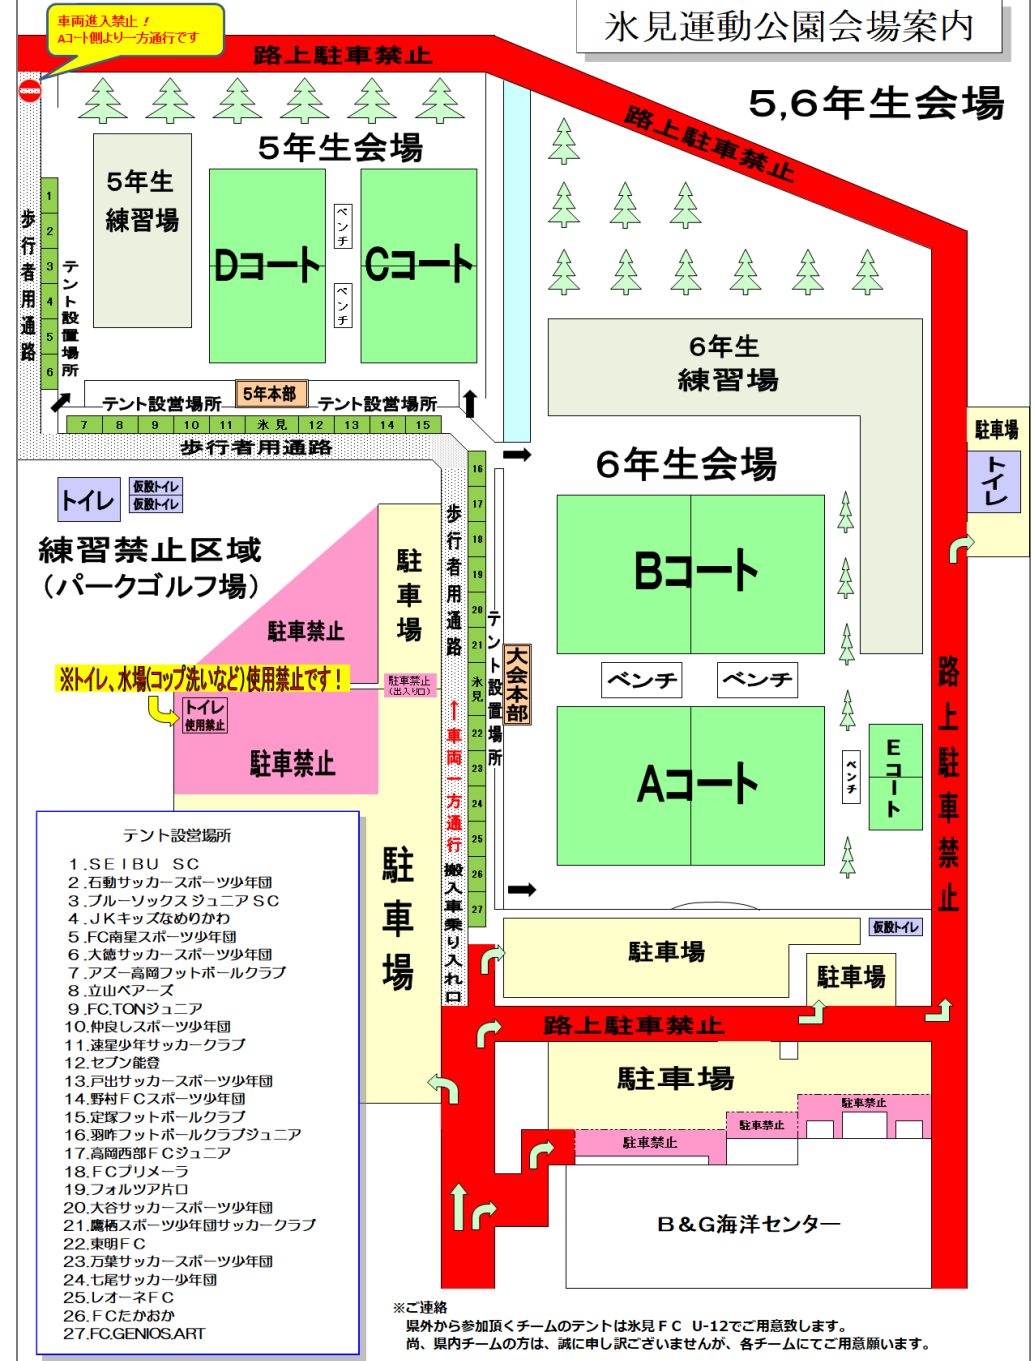 車両進入禁止！
Aコート側より一方通行です
氷見運動公園会場案内
5,6年生会場
路上駐車禁止
路上駐車禁止
5年生会場
5年生
練習場
Dコート
Cコート
ベンチ
ベンチ
歩行者用通路
1
2
3
4
5
6
テント設置場所
テント設営場所
5年本部
テント設営場所
7 8 9 10 11 氷見 12 13 14 15
歩行者用通路
6年生
練習場
6年生会場
駐車場
トイレ
トイレ
仮設トイレ
仮設トイレ
練習禁止区域
（パークゴルフ場）
駐車場
駐車禁止
※トイレ、水場(コップ洗いなど)使用禁止です！
駐車禁止
（出入り口）
トイレ
使用禁止
駐車禁止
歩行者用通路
↑車両一方通行
搬入車乗り入れ口
16
17
18
19
20
21
氷見
22
23
24
25
26
27
テント設置場所
大会本部
Bコート
ベンチ
ベンチ
Aコート
ベンチ
Eコート
路上駐車禁止
駐車場
駐車場
仮設トイレ
駐車場
路上駐車禁止
駐車場
駐車禁止
駐車禁止
駐車禁止
B&G海洋センター
テント設営場所
1.SEIBU SC
2.石動サッカースポーツ少年団
3.ブルーソックスジュニアSC
4.JKキッズなめりかわ
5.FC南星スポーツ少年団
6.大徳サッカースポーツ少年団
7.アズー高岡フットボールクラブ
8.立山ベアーズ
9.FC.TONジュニア
10.仲良しスポーツ少年団
11.速星少年サッカークラブ
12.セブン能登
13.戸出サッカースポーツ少年団
14.野村FCスポーツ少年団
15.定塚フットボールクラブ
16.羽咋フットボールクラブジュニア
17.高岡西部FCジュニア
18.FCプリメーラ
19.フォルツア片口
20.大谷サッカースポーツ少年団
21.鷹栖スポーツ少年団サッカークラブ
22.東明FC
23.万葉サッカースポーツ少年団
24.七尾サッカー少年団
25.レオーネFC
26.FCたかおか
27.FC.GENIOS.ART
※ご連絡
県外から参加頂くチームのテントは氷見FC U-12でご用意致します。
尚、県内チームの方は、誠に申し訳ございませんが、各チームにてご用意願います。